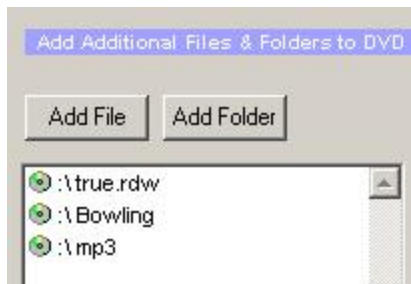 Add Additional Files & Folders to DVD
Add File Add Folder
:\true.rdw
:\Bowling
:\mp3